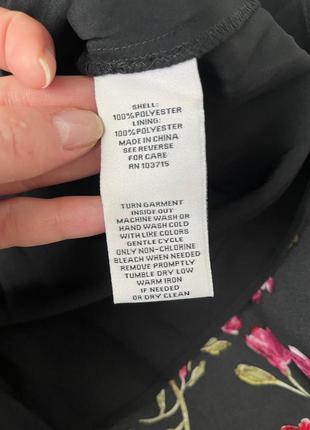 SHELL:
100%POLYESTER
LINING:
100%POLYESTER
MADE IN CHINA
SEE REVERSE
FOR CARE
RN 103715
TURN GARMENT
INSIDE OUT
MACHINE WASH OR
HAND WASH COLD
WITH LIKE COLORS
GENTLE CYCLE
ONLY NON-CHLORINE
BLEACH WHEN NEEDED
REMOVE PROMPTLY
TUMBLE DRY LOW
WARM IRON
IF NEEDED
OR DRY CLEAN